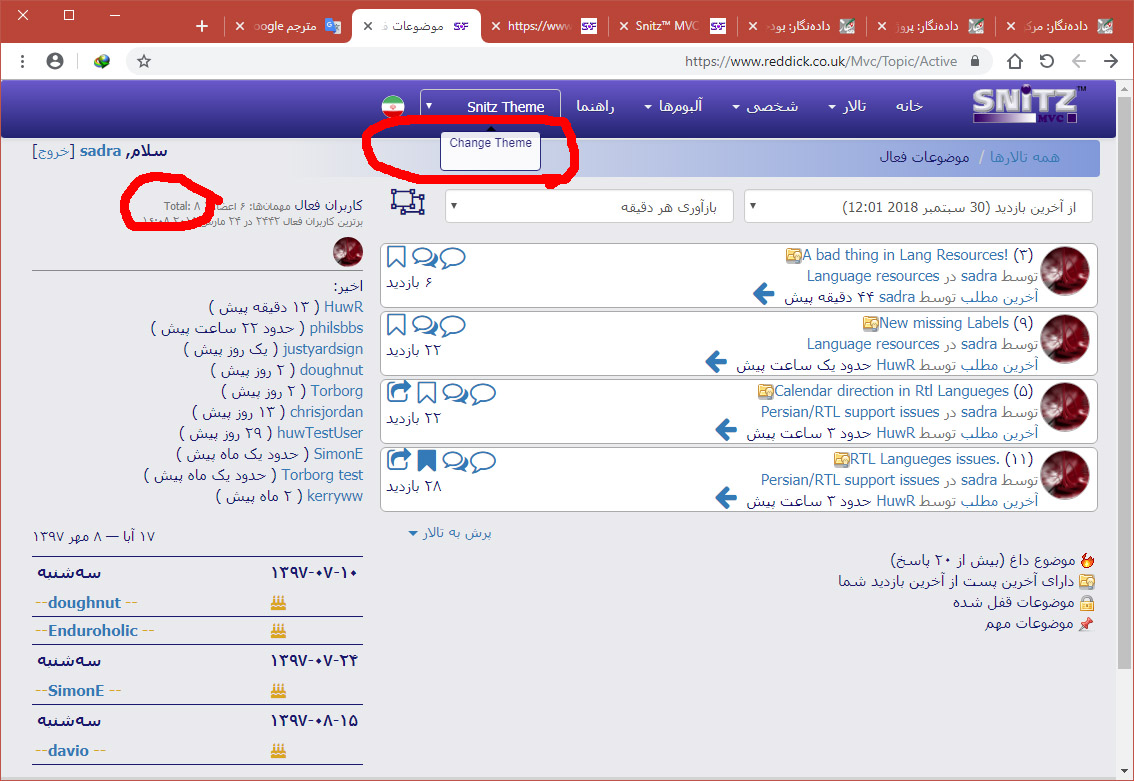 مترجم oogle
موضوعات ف
https://www
Snitz™ MVC
داده‌نگار: بود
داده‌نگار: پروژ
داده‌نگار: مرک
https://www.reddick.co.uk/Mvc/Topic/Active
SNITZ™ MVC
خانه
تالار
شخصی
آلبوم‌ها
راهنما
Snitz Theme
Change Theme
همه تالارها / موضوعات فعال
سلام, sadra [خروج]
از آخرین بازدید (30 سبتمبر 2018 12:01)
بازآوری هر دقیقه
(۳) A bad thing in Lang Resources!
توسط sadra در Language resources
آخرین مطلب توسط sadra ۴۴ دقیقه پیش
۶ بازدید
(۹) New missing Labels
توسط sadra در Language resources
آخرین مطلب توسط HuwR حدود یک ساعت پیش
۲۲ بازدید
(۵) Calendar direction in Rtl Langueges
توسط sadra در Persian/RTL support issues
آخرین مطلب توسط HuwR حدود ۳ ساعت پیش
۲۲ بازدید
(۱۱) RTL Langueges issues.
توسط sadra در Persian/RTL support issues
آخرین مطلب توسط HuwR حدود ۳ ساعت پیش
۲۸ بازدید
پرش به تالار
موضوع داغ (بیش از ۲۰ پاسخ)
دارای آخرین پست از آخرین بازدید شما
موضوعات قفل شده
موضوعات مهم
کاربران فعال مهمان‌ها: ۶ Total: ۸
برترین کاربران فعال ۲۴۴۲ در ۲۴
اخیر:
HuwR ( ۱۳ دقیقه پیش )
philsbbs ( حدود ۲۲ ساعت پیش )
justyardsign ( یک روز پیش )
doughnut ( ۲ روز پیش )
Torborg ( ۲ روز پیش )
chrisjordan ( ۱۳ روز پیش )
huwTestUser ( ۲۹ روز پیش )
SimonE ( حدود یک ماه پیش )
Torborg test ( حدود یک ماه پیش )
kerryww ( ۲ ماه پیش )
۱۷ آبا — ۸ مهر ۱۳۹۷
۱۳۹۷-۰۷-۱۰ سه‌شنبه
--doughnut --
--Enduroholic --
۱۳۹۷-۰۷-۲۴ سه‌شنبه
--SimonE --
۱۳۹۷-۰۸-۱۵ سه‌شنبه
--davio --